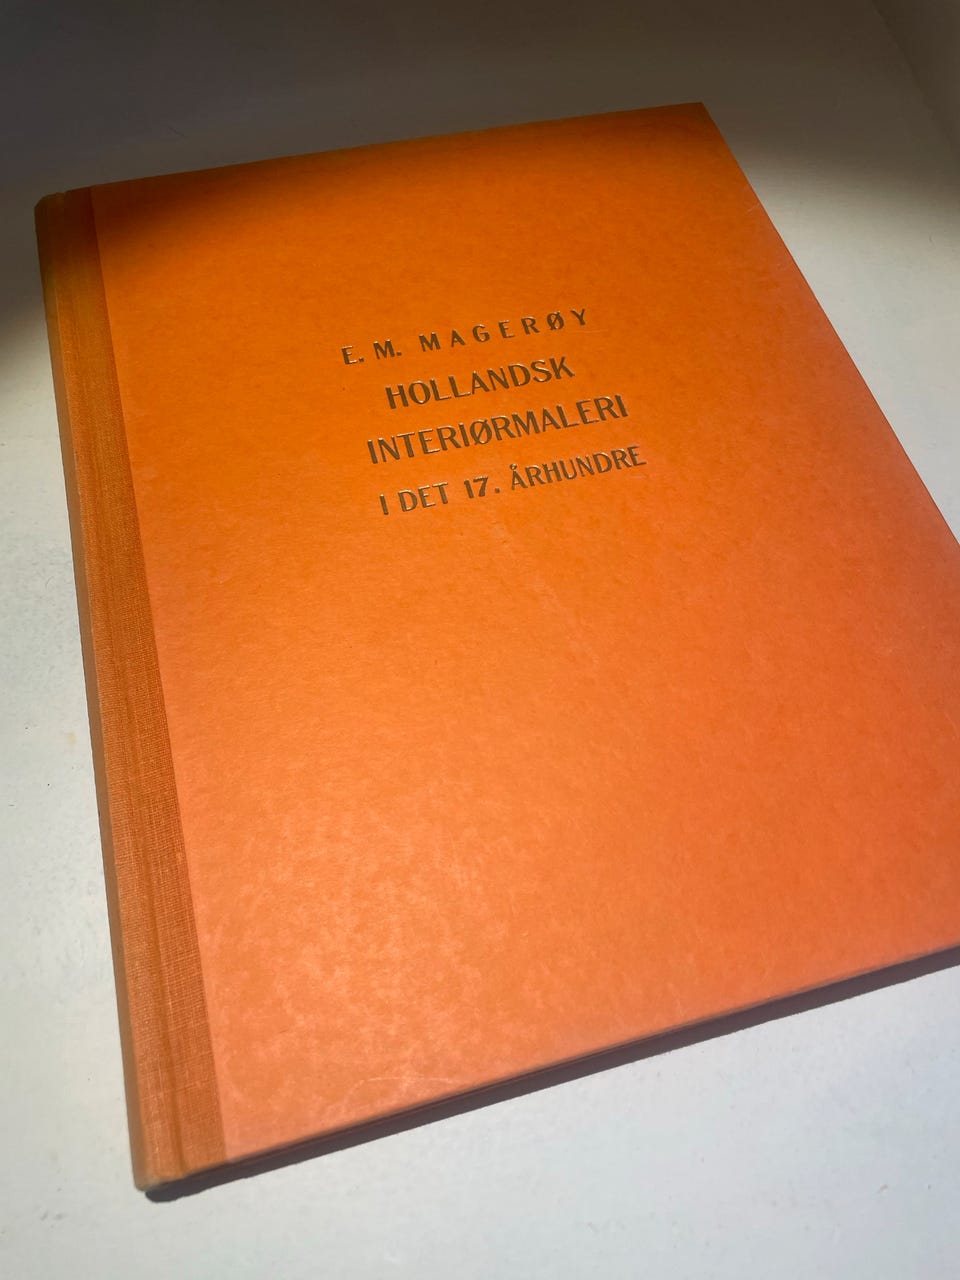 E. M. MAGERØY
HOLLANDSK
INTERIØRMALERI
I DET 17. ÅRHUNDRE